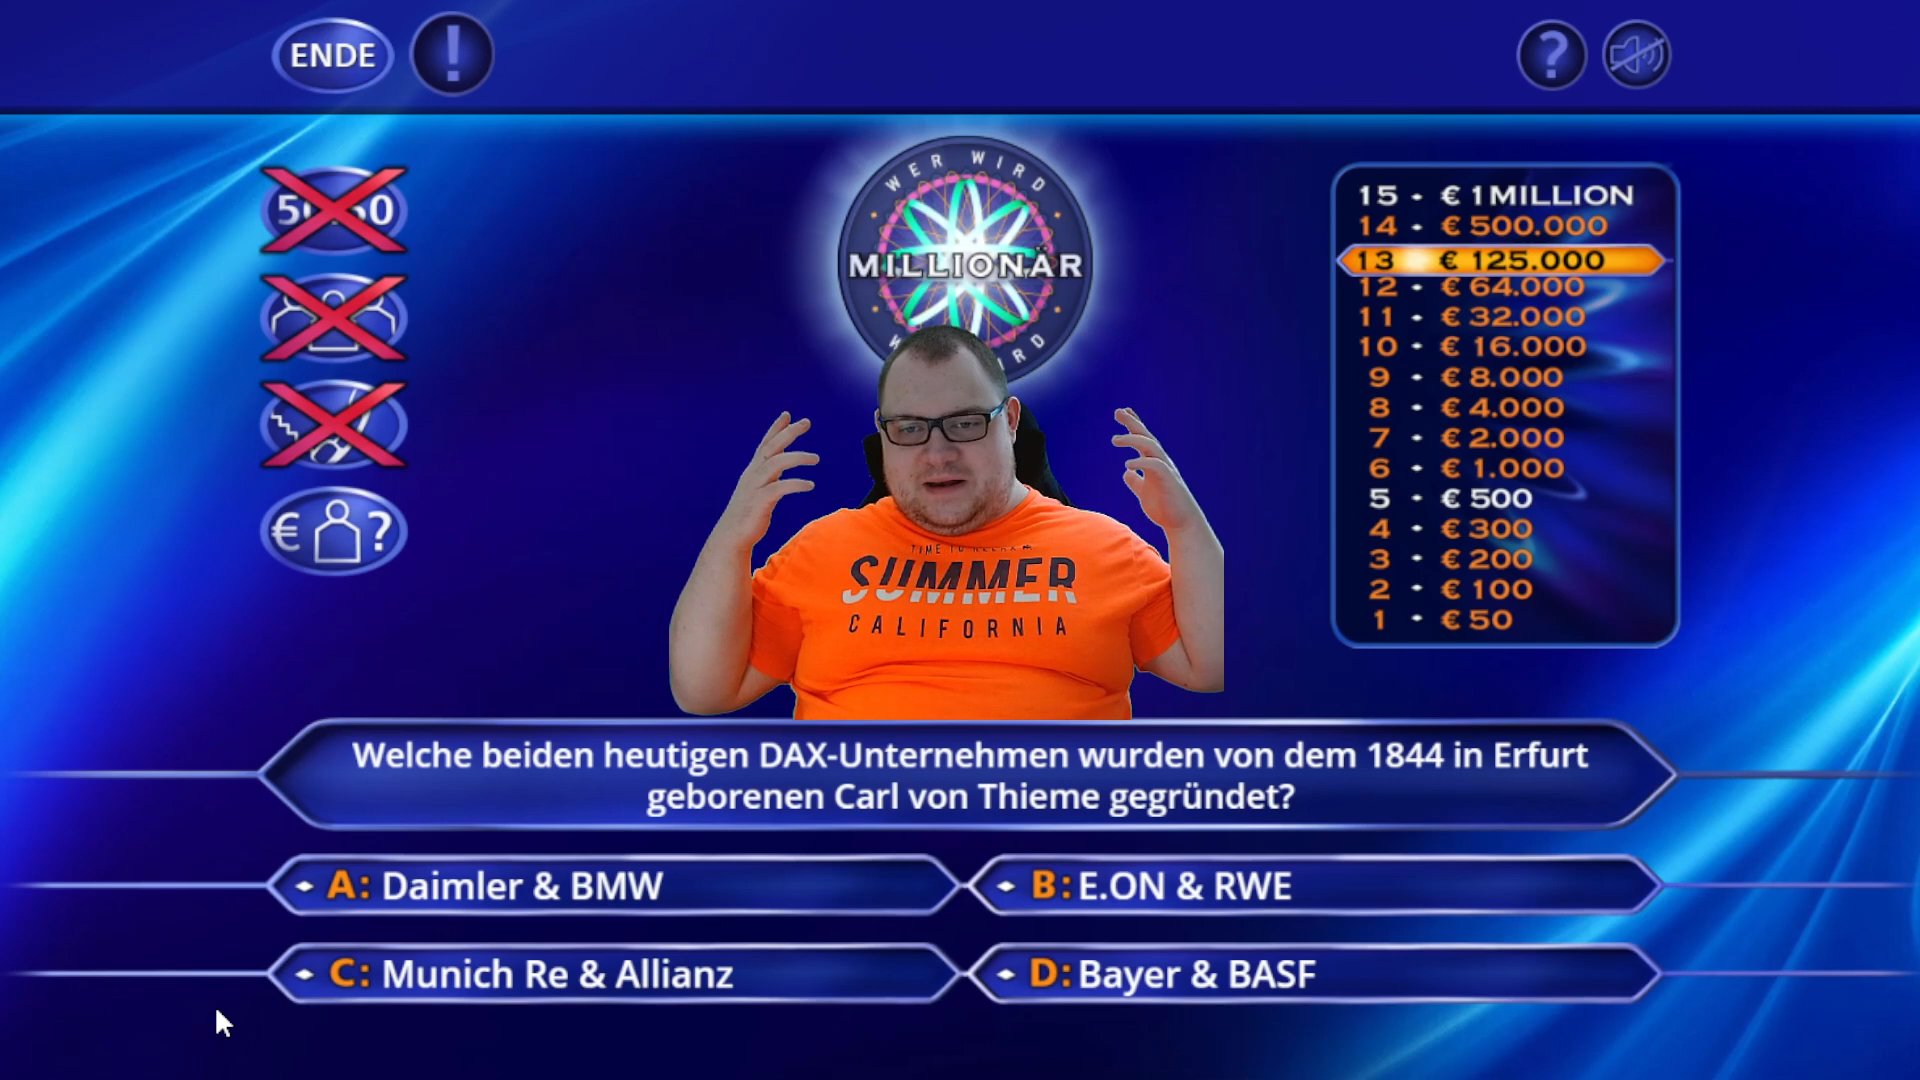 ENDE
!
?
WER WIRD
MILLIONÄR
15 · € 1 MILLION
14 · € 500.000
13 € 125.000
12 · € 64.000
11 · € 32.000
10 · € 16.000
9 · € 8.000
8 · € 4.000
7 · € 2.000
6 · € 1.000
5 · € 500
4 · € 300
3 · € 200
2 · € 100
1 · € 50
€ ?
SUMMER
CALIFORNIA
Welche beiden heutigen DAX-Unternehmen wurden von dem 1844 in Erfurt
geborenen Carl von Thieme gegründet?
A: Daimler & BMW
B: E.ON & RWE
C: Munich Re & Allianz
D: Bayer & BASF